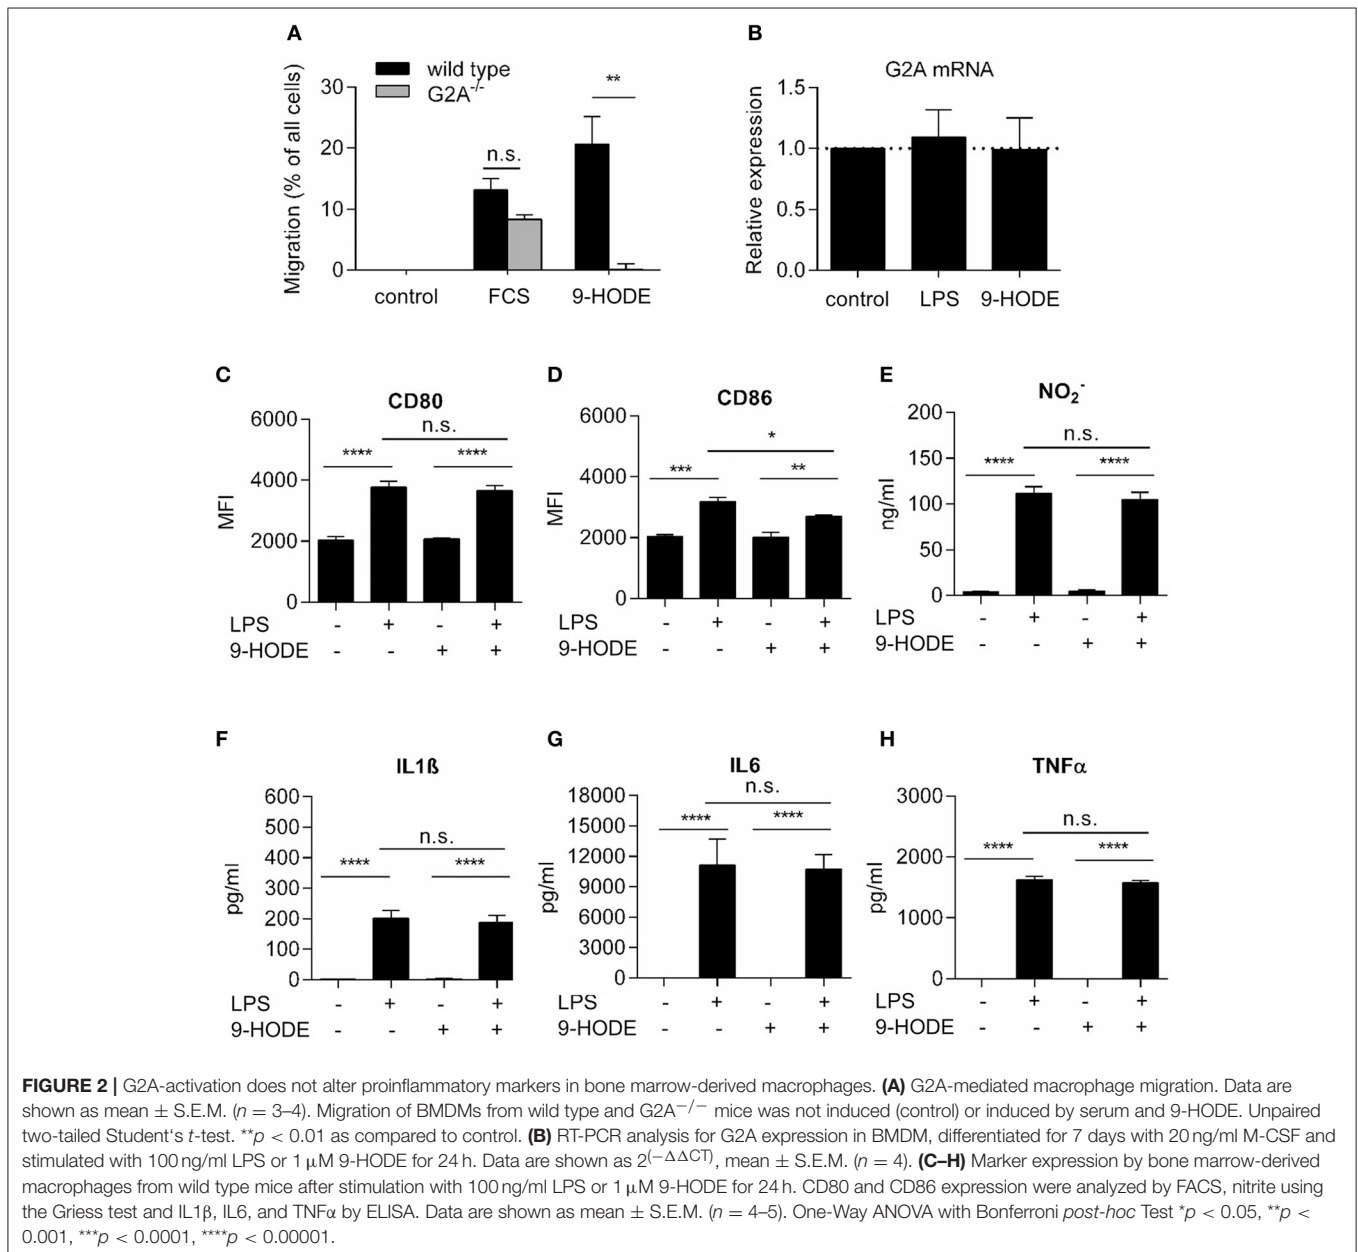 A
B
wild type
G2A-/-
Migration (% of all cells)
30
20
10
0
n.s.
**
control FCS 9-HODE
G2A mRNA
Relative expression
1.5
1.0
0.5
0.0
control LPS 9-HODE
C
CD80
MFI
6000
4000
2000
0
n.s.
**** ****
LPS - + - +
9-HODE - - + +
D
CD86
MFI
6000
4000
2000
0
*
*** **
LPS - + - +
9-HODE - - + +
E
NO₂⁻
ng/ml
200
150
100
50
0
n.s.
**** ****
LPS - + - +
9-HODE - - + +
F
IL1ß
pg/ml
600
500
400
300
200
100
0
n.s.
**** ****
LPS - + - +
9-HODE - - + +
G
IL6
pg/ml
18000
15000
12000
9000
6000
3000
0
n.s.
**** ****
LPS - + - +
9-HODE - - + +
H
TNFα
pg/ml
3000
2000
1000
0
n.s.
**** ****
LPS - + - +
9-HODE - - + +
FIGURE 2 | G2A-activation does not alter proinflammatory markers in bone marrow-derived macrophages. (A) G2A-mediated macrophage migration. Data are
shown as mean ± S.E.M. (n = 3–4). Migration of BMDMs from wild type and G2A−/− mice was not induced (control) or induced by serum and 9-HODE. Unpaired
two-tailed Student‘s t-test. **p < 0.01 as compared to control. (B) RT-PCR analysis for G2A expression in BMDM, differentiated for 7 days with 20 ng/ml M-CSF and
stimulated with 100 ng/ml LPS or 1 µM 9-HODE for 24 h. Data are shown as 2(−ΔΔCT), mean ± S.E.M. (n = 4). (C–H) Marker expression by bone marrow-derived
macrophages from wild type mice after stimulation with 100 ng/ml LPS or 1 µM 9-HODE for 24 h. CD80 and CD86 expression were analyzed by FACS, nitrite using
the Griess test and IL1β, IL6, and TNFα by ELISA. Data are shown as mean ± S.E.M. (n = 4–5). One-Way ANOVA with Bonferroni post-hoc Test *p < 0.05, **p <
0.001, ***p < 0.0001, ****p < 0.00001.